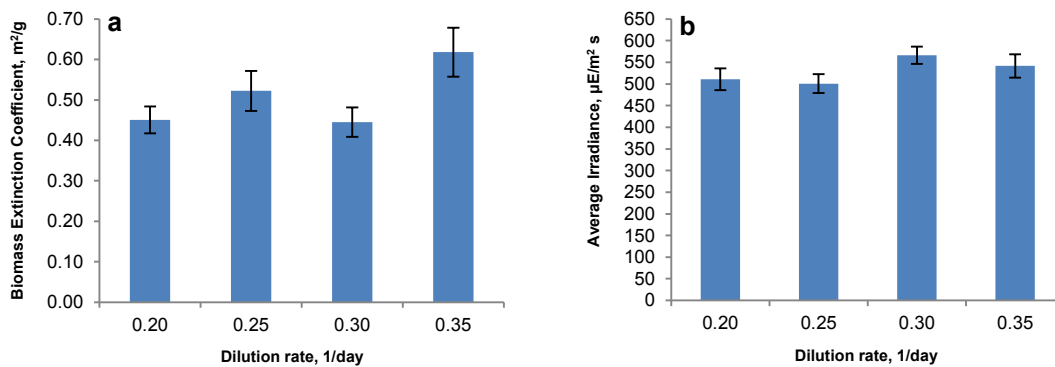 a
0.70
0.60
0.50
0.40
0.30
0.20
0.10
0.00
Biomass Extinction Coefficient, m²/g
0.20 0.25 0.30 0.35
Dilution rate, 1/day
b
650
600
550
500
450
400
350
300
250
200
150
100
50
0
Average Irradiance, µE/m² s
0.20 0.25 0.30 0.35
Dilution rate, 1/day